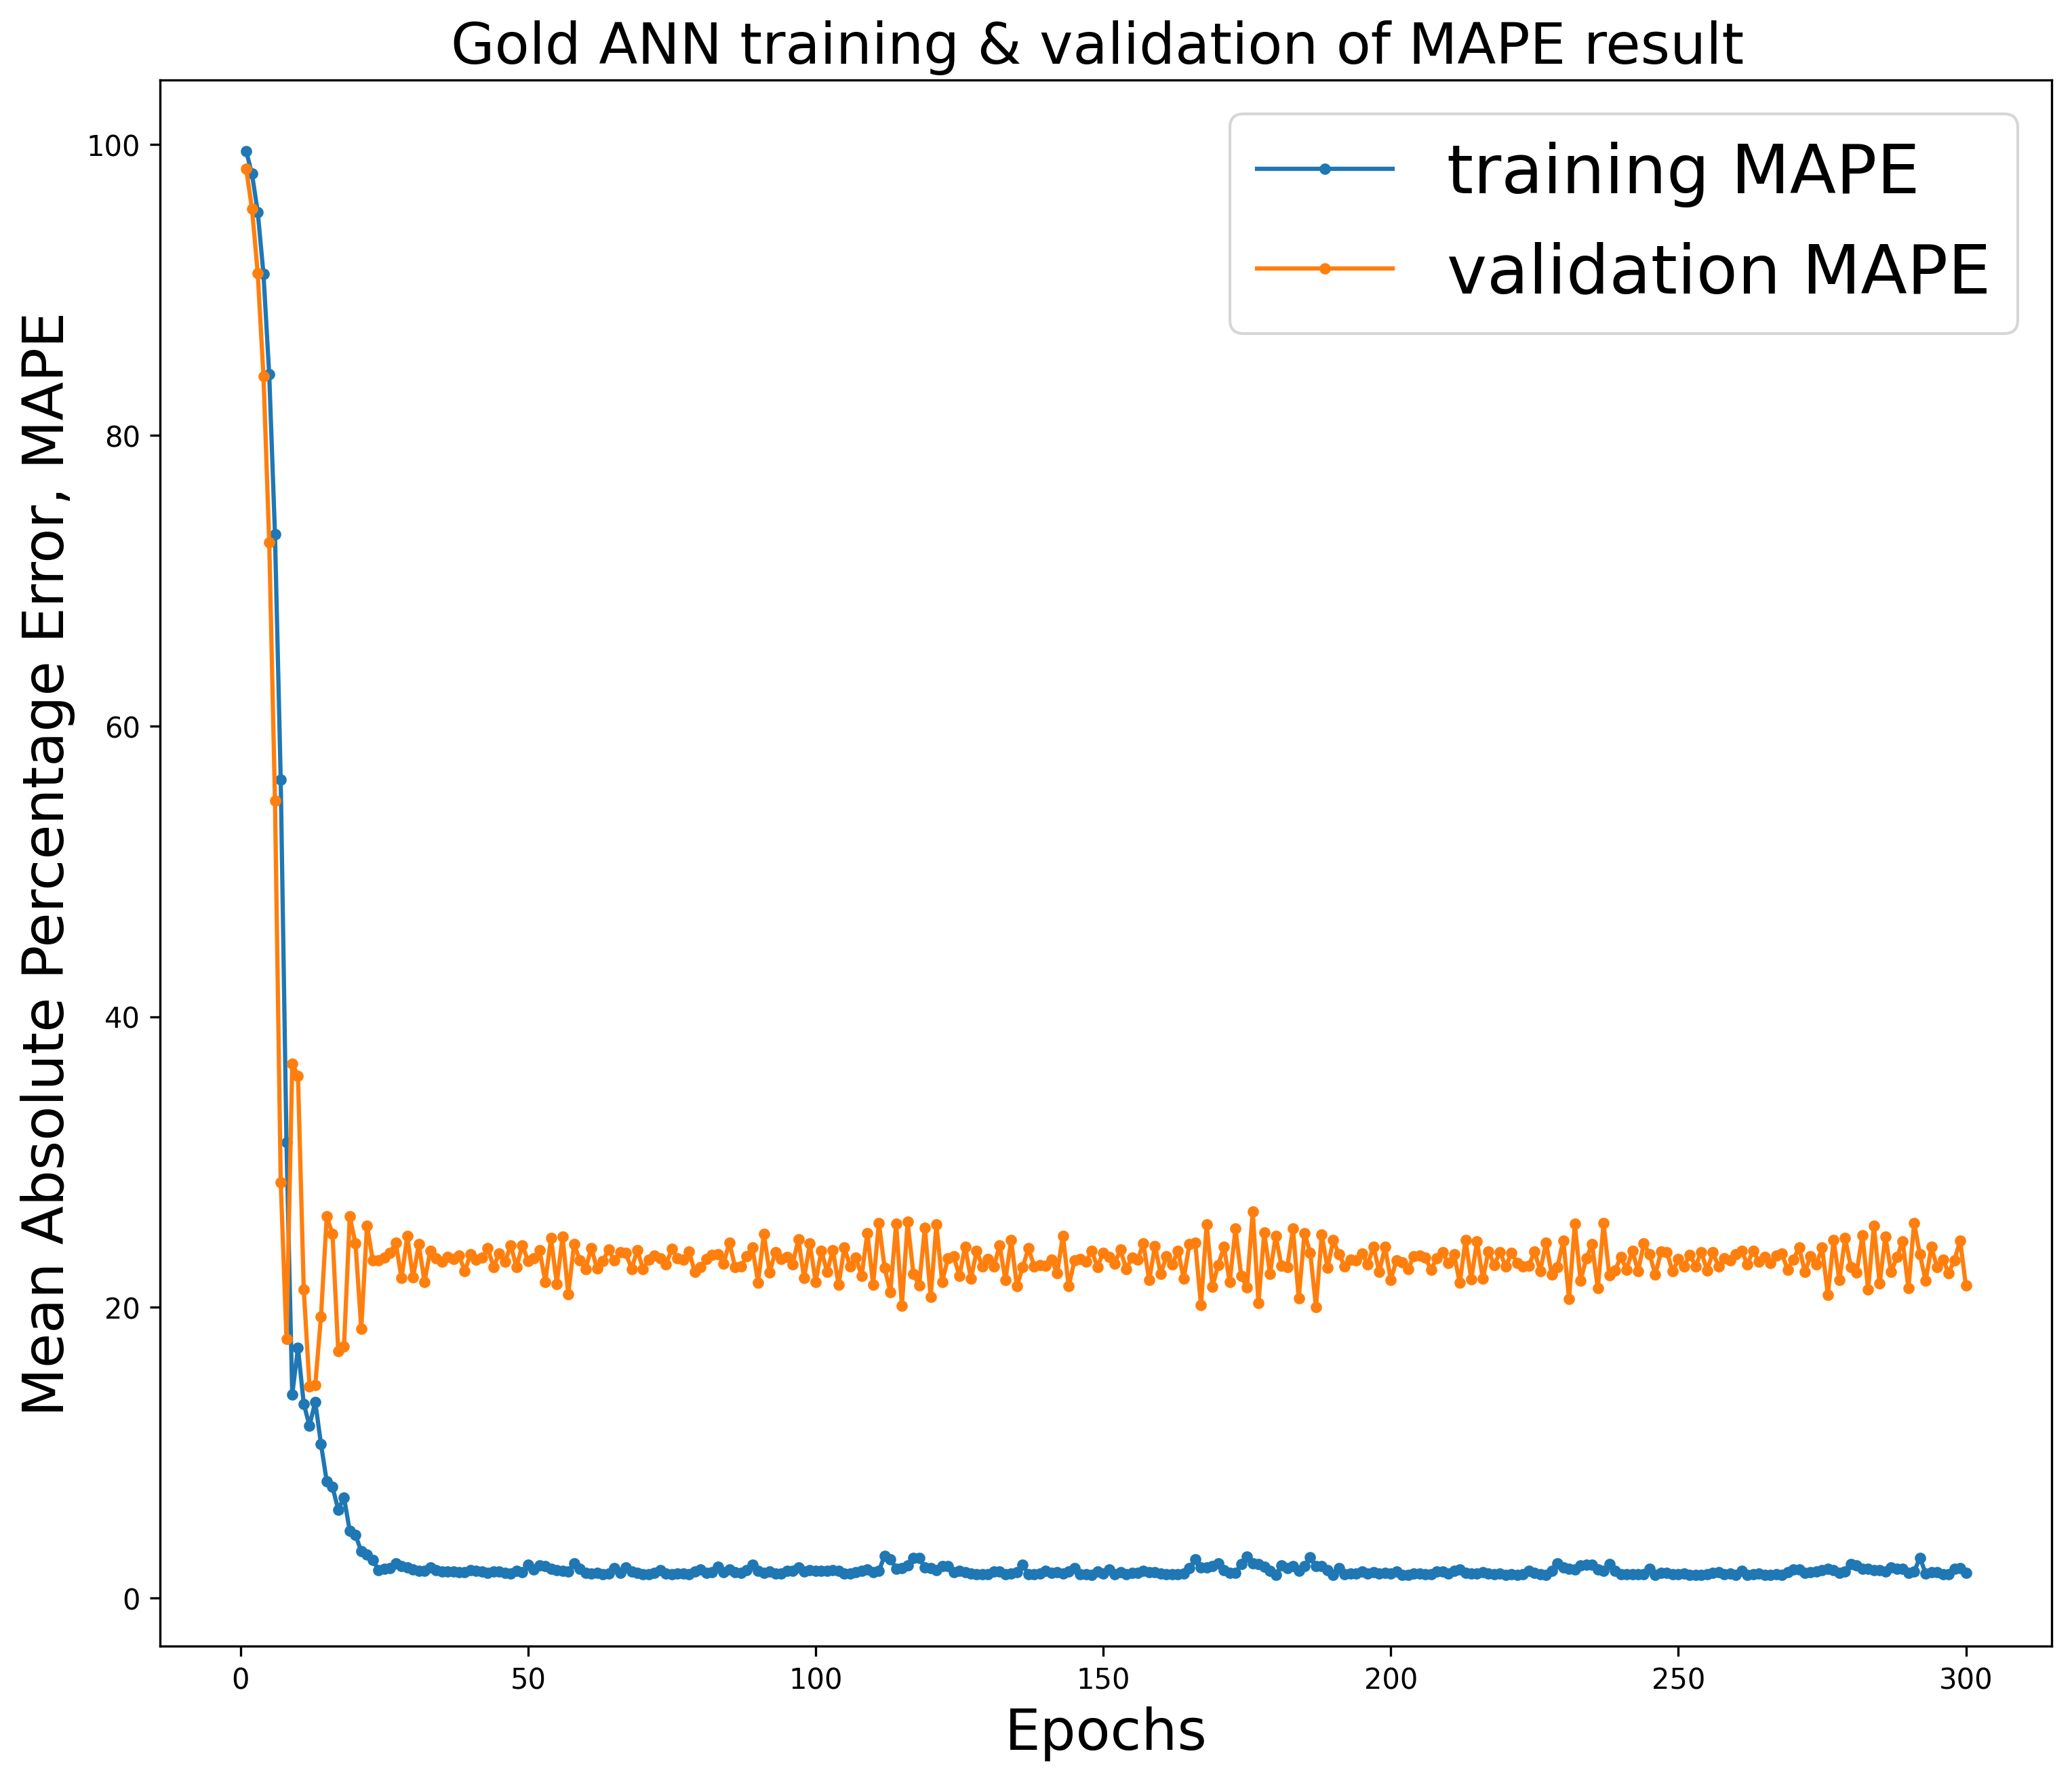 Gold ANN training & validation of MAPE result
training MAPE
validation MAPE
Mean Absolute Percentage Error, MAPE
100
80
60
40
20
0
0 50 100 150 200 250 300
Epochs